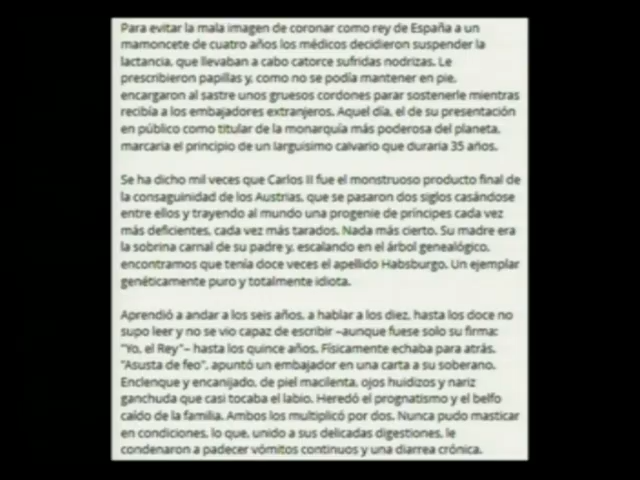 Para evitar la mala imagen de coronar como rey de España a un
mamoncete de cuatro años los médicos decidieron suspender la
lactancia, que llevaban a cabo catorce sufridas nodrizas. Le
prescribieron papillas y, como no se podía mantener en pie,
encargaron al sastre unos gruesos cordones parar sostenerle mientras
recibía a los embajadores extranjeros. Aquel día, el de su presentación
en público como titular de la monarquía más poderosa del planeta,
marcaria el principio de un larguisimo calvario que duraria 35 años.
Se ha dicho mil veces que Carlos II fue el monstruoso producto final de
la consaguinidad de los Austrias, que se pasaron dos siglos casándose
entre ellos y trayendo al mundo una progenie de príncipes cada vez
más deficientes, cada vez más tarados. Nada más cierto. Su madre era
la sobrina carnal de su padre y, escalando en el árbol genealógico,
encontramos que tenía doce veces el apellido Habsburgo. Un ejemplar
genéticamente puro y totalmente idiota.
Aprendió a andar a los seis años, a hablar a los diez, hasta los doce no
supo leer y no se vio capaz de escribir –aunque fuese solo su firma:
"Yo, el Rey"– hasta los quince años. Físicamente echaba para atrás.
"Asusta de feo", apuntó un embajador en una carta a su soberano.
Enclenque y encanijado, de piel macilenta, ojos huidizos y nariz
ganchuda que casi tocaba el labio. Heredó el prognatismo y el belfo
caído de la familia. Ambos los multiplicó por dos. Nunca pudo masticar
en condiciones, lo que, unido a sus delicadas digestiones, le
condenaron a padecer vómitos continuos y una diarrea crónica.